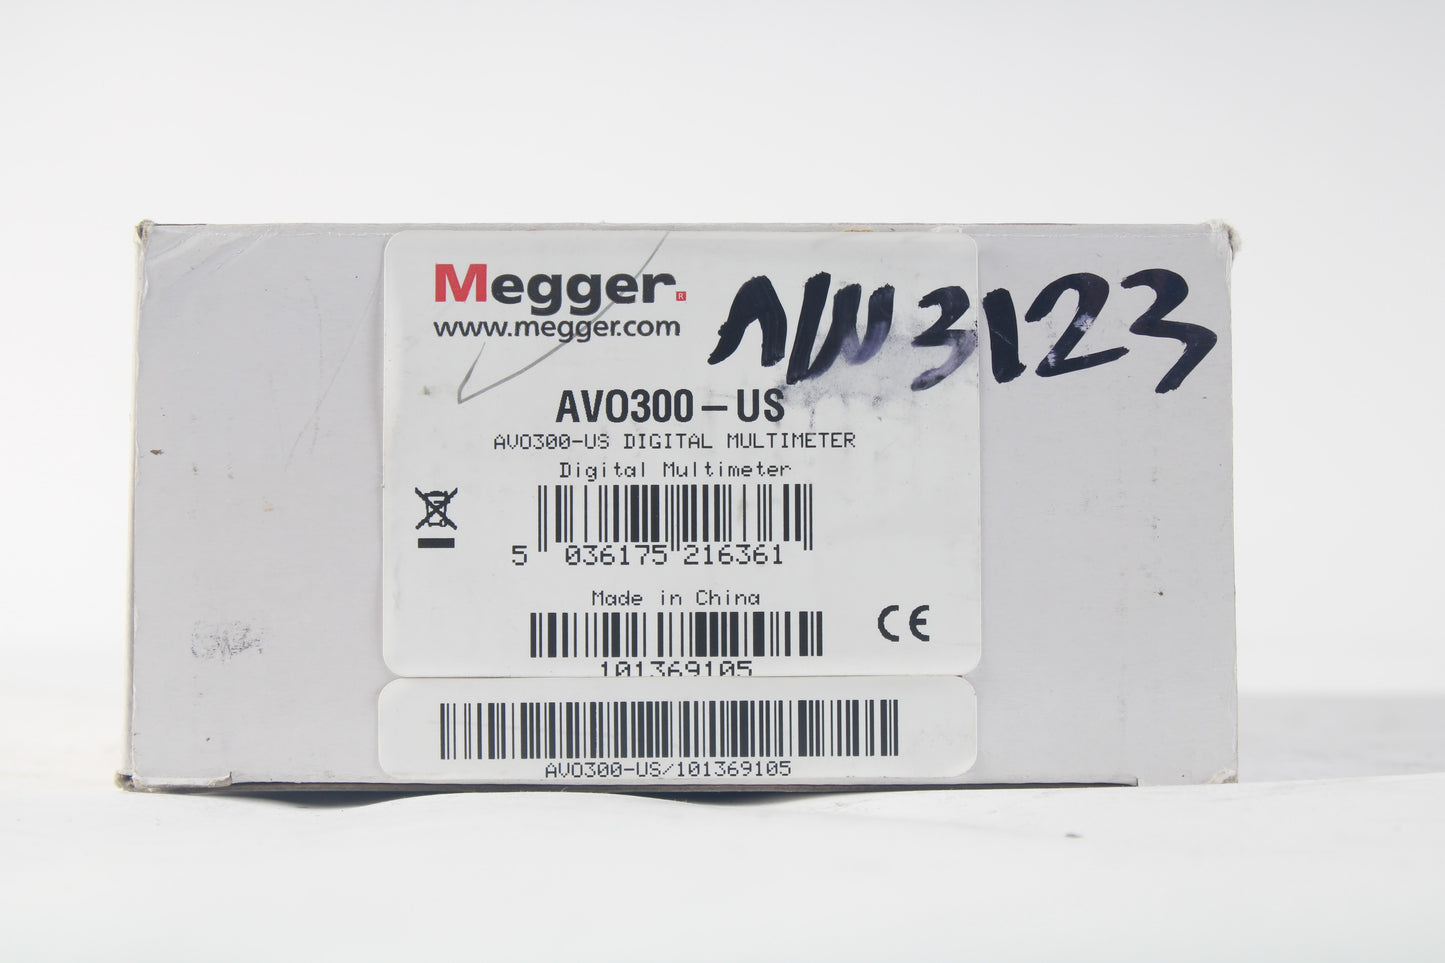 Megger®
www.megger.com
3123
AVO300-US
AVO300-US DIGITAL MULTIMETER
Digital Multimeter
5 036175 216361
Made in China
CE
101369105
AVO300-US/101369105